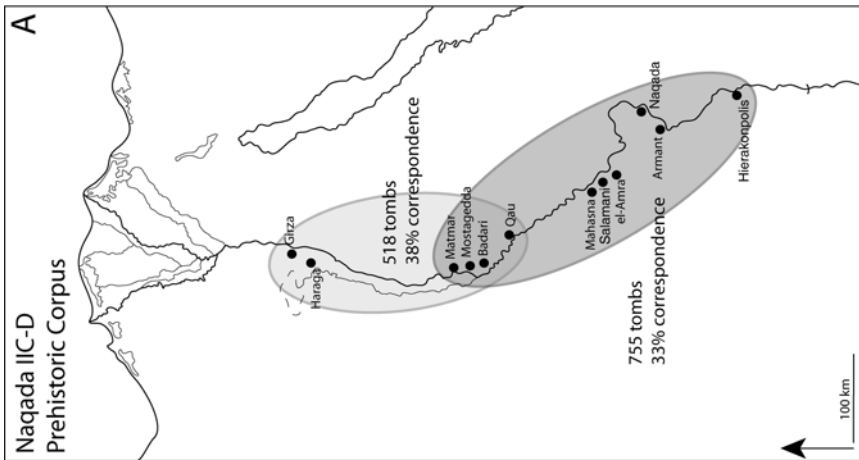 Naqada IIC-D
Prehistoric Corpus
A
Girza
Haraga
518 tombs
38% correspondence
Matmar
Mostagedda
Badari
Qau
Mahasna
Salamani
el-Amra
Naqada
Armant
Hierakonpolis
755 tombs
33% correspondence
100 km